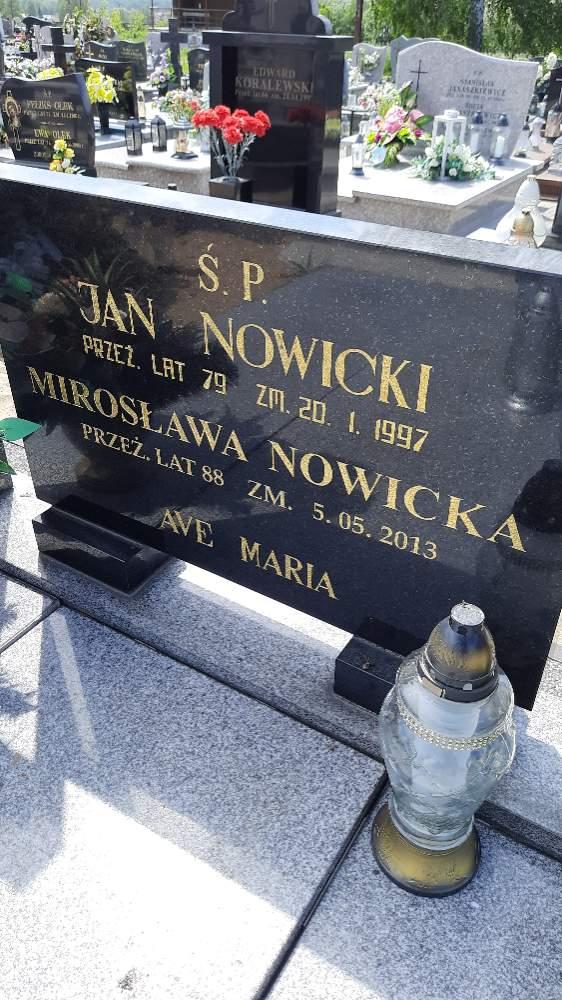 Ś. P.
JAN NOWICKI
PRZEŻ. LAT 79 ZM. 20. 1. 1997
MIROSŁAWA NOWICKA
PRZEŻ. LAT 88 ZM. 5.05.2013
AVE MARIA
EDWARD
KORALEWSKI
STANISŁAW
JANASZKIEWICZ
Ś.P.
FELIKS OLEK
EWA OLEK